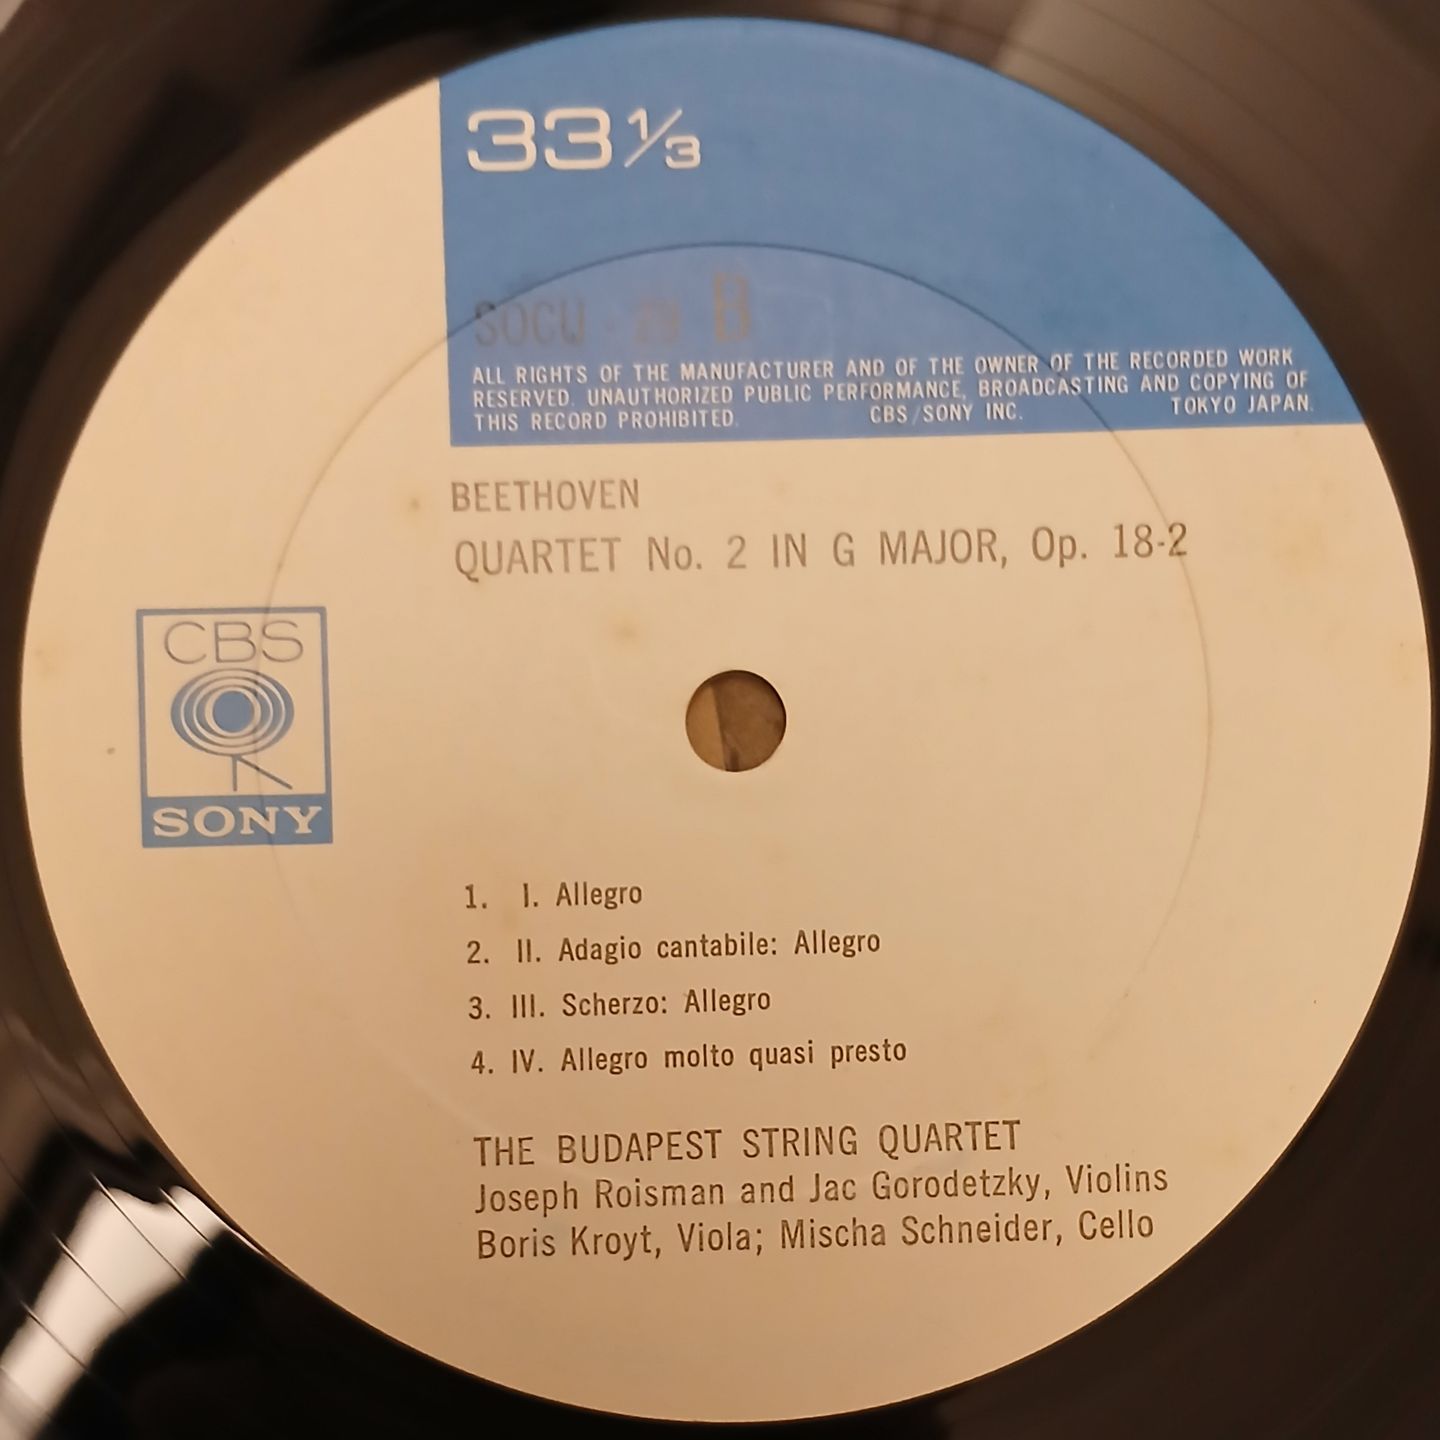 33 1/3
SOCU B
ALL RIGHTS OF THE MANUFACTURER AND OF THE OWNER OF THE RECORDED WORK
RESERVED. UNAUTHORIZED PUBLIC PERFORMANCE, BROADCASTING AND COPYING OF
THIS RECORD PROHIBITED. CBS/SONY INC. TOKYO JAPAN.
BEETHOVEN
QUARTET No. 2 IN G MAJOR, Op. 18-2
CBS
SONY
1. I. Allegro
2. II. Adagio cantabile: Allegro
3. III. Scherzo: Allegro
4. IV. Allegro molto quasi presto
THE BUDAPEST STRING QUARTET
Joseph Roisman and Jac Gorodetzky, Violins
Boris Kroyt, Viola; Mischa Schneider, Cello